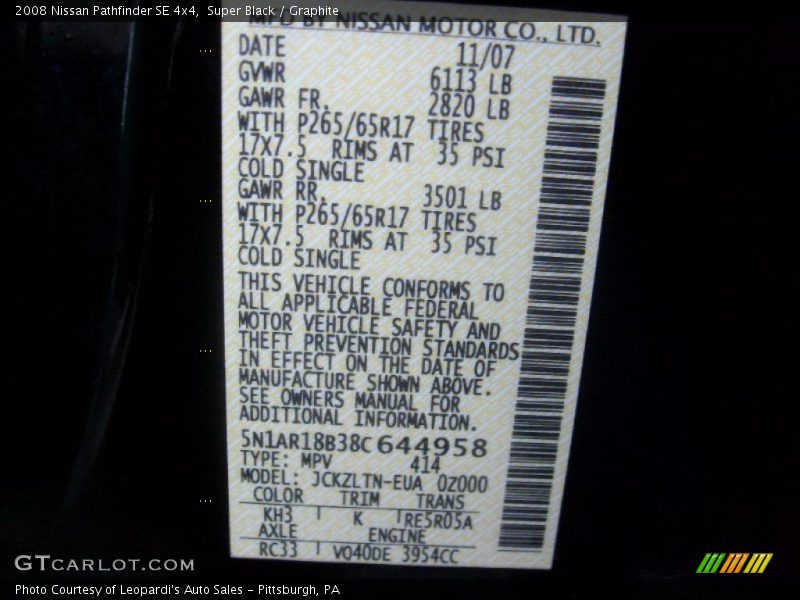 2008 Nissan Pathfinder SE 4x4, Super Black / Graphite
MFD BY NISSAN MOTOR CO., LTD.
DATE 11/07
GVWR 6113 LB
GAWR FR. 2820 LB
WITH P265/65R17 TIRES
17X7.5 RIMS AT 35 PSI
COLD SINGLE
GAWR RR. 3501 LB
WITH P265/65R17 TIRES
17X7.5 RIMS AT 35 PSI
COLD SINGLE
THIS VEHICLE CONFORMS TO
ALL APPLICABLE FEDERAL
MOTOR VEHICLE SAFETY AND
THEFT PREVENTION STANDARDS
IN EFFECT ON THE DATE OF
MANUFACTURE SHOWN ABOVE.
SEE OWNERS MANUAL FOR
ADDITIONAL INFORMATION.
5N1AR18B38C644958
TYPE: MPV 414
MODEL: JCKZLTN-EUA 0Z000
COLOR TRIM TRANS
KH3 K RE5R05A
AXLE ENGINE
RC33 VQ40DE 3954CC
GTCARLOT.COM
Photo Courtesy of Leopardi's Auto Sales - Pittsburgh, PA